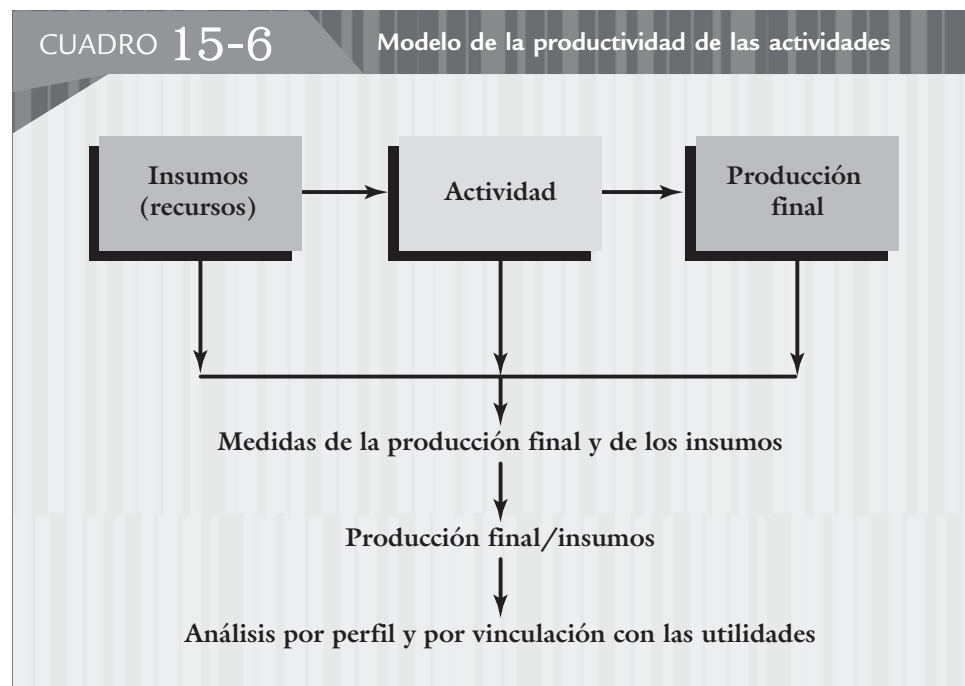 CUADRO 15-6
Modelo de la productividad de las actividades
Insumos
(recursos)
Actividad
Producción
final
Medidas de la producción final y de los insumos
Producción final/insumos
Análisis por perfil y por vinculación con las utilidades